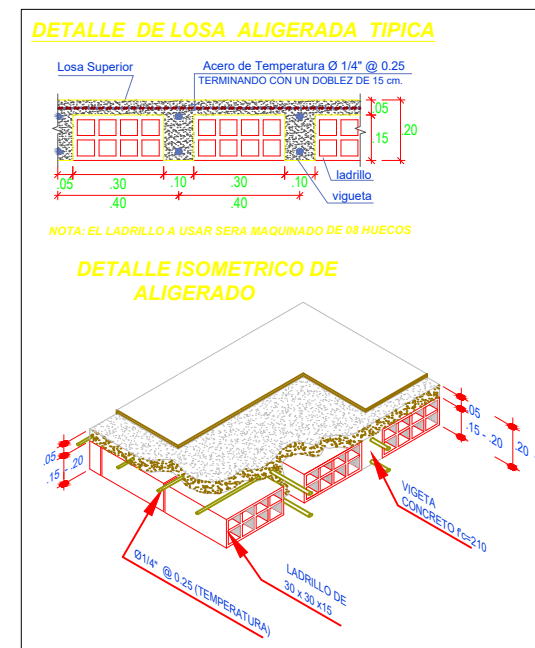 DETALLE DE LOSA ALIGERADA TIPICA
Losa Superior
Acero de Temperatura Ø 1/4" @ 0.25
TERMINANDO CON UN DOBLEZ DE 15 cm.
.05
.20
.15
ladrillo
.05 .30 .10 .30 .10
vigueta
.40 .40
NOTA: EL LADRILLO A USAR SERA MAQUINADO DE 08 HUECOS
DETALLE ISOMETRICO DE
ALIGERADO
.05
.15 - .20
.20
.05
.15 - .20
VIGETA
CONCRETO f'c=210
Ø1/4" @ 0.25 (TEMPERATURA)
LADRILLO DE
30 x 30 x15